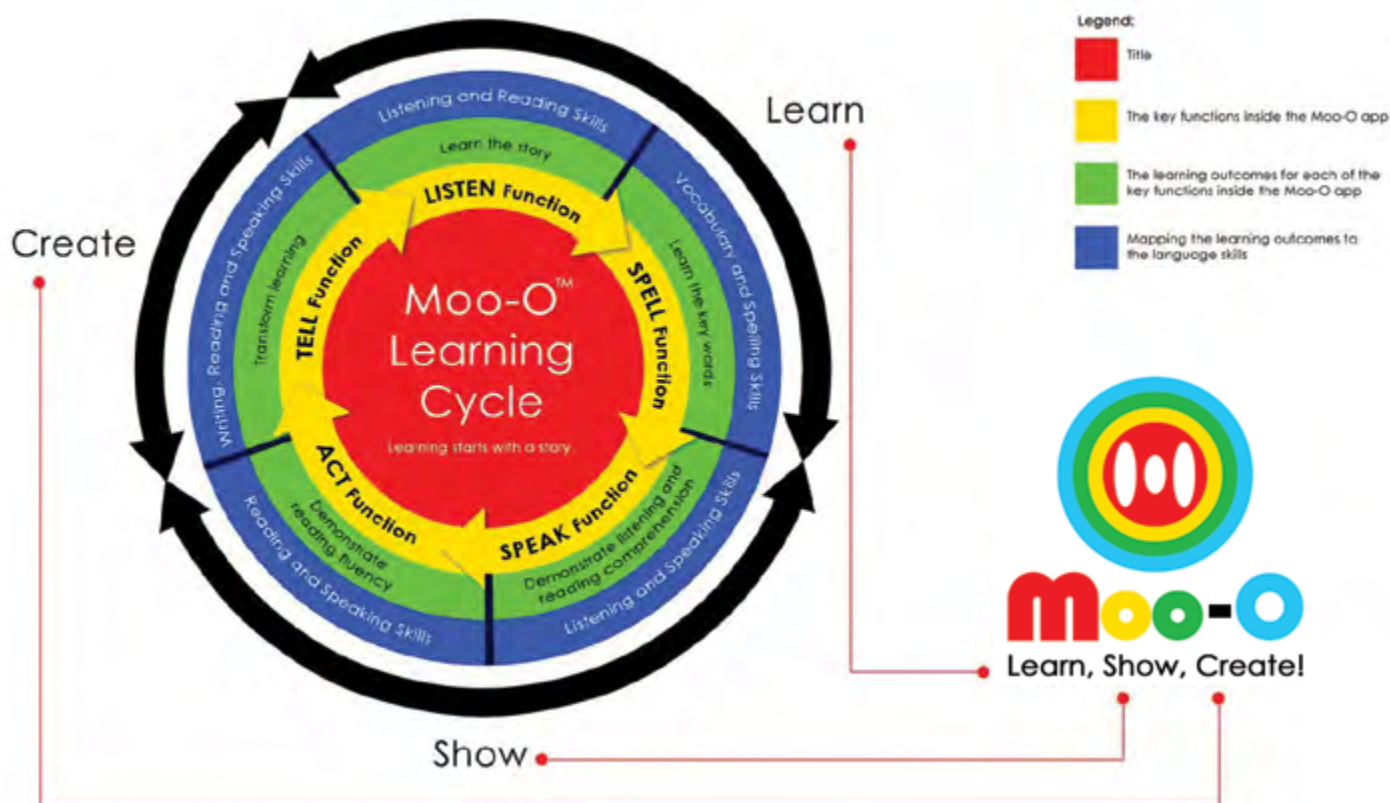 Legend:
Title
The key functions inside the Moo-O app
The learning outcomes for each of the
key functions inside the Moo-O app
Mapping the learning outcomes to
the language skills
Learn
Create
Show
Listening and Reading Skills
Learn the story
LISTEN Function
Vocabulary and Spelling Skills
Learn the key words
SPELL Function
Listening and Speaking Skills
Demonstrate listening and
reading comprehension
SPEAK Function
Reading and Speaking Skills
Demonstrate
reading fluency
ACT Function
Writing, Reading and Speaking Skills
Transform learning
TELL Function
Moo-O™
Learning
Cycle
Learning starts with a story
Moo-O
Learn, Show, Create!